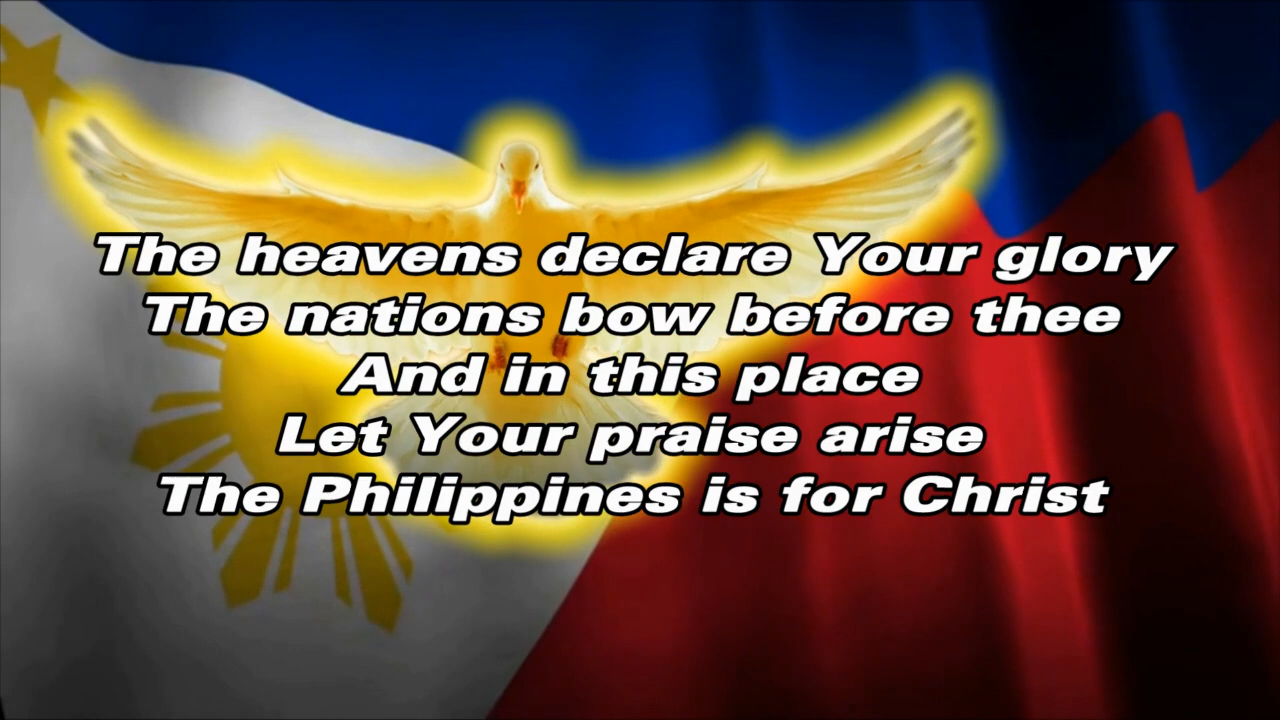 The heavens declare Your glory
The nations bow before thee
And in this place
Let Your praise arise
The Philippines is for Christ